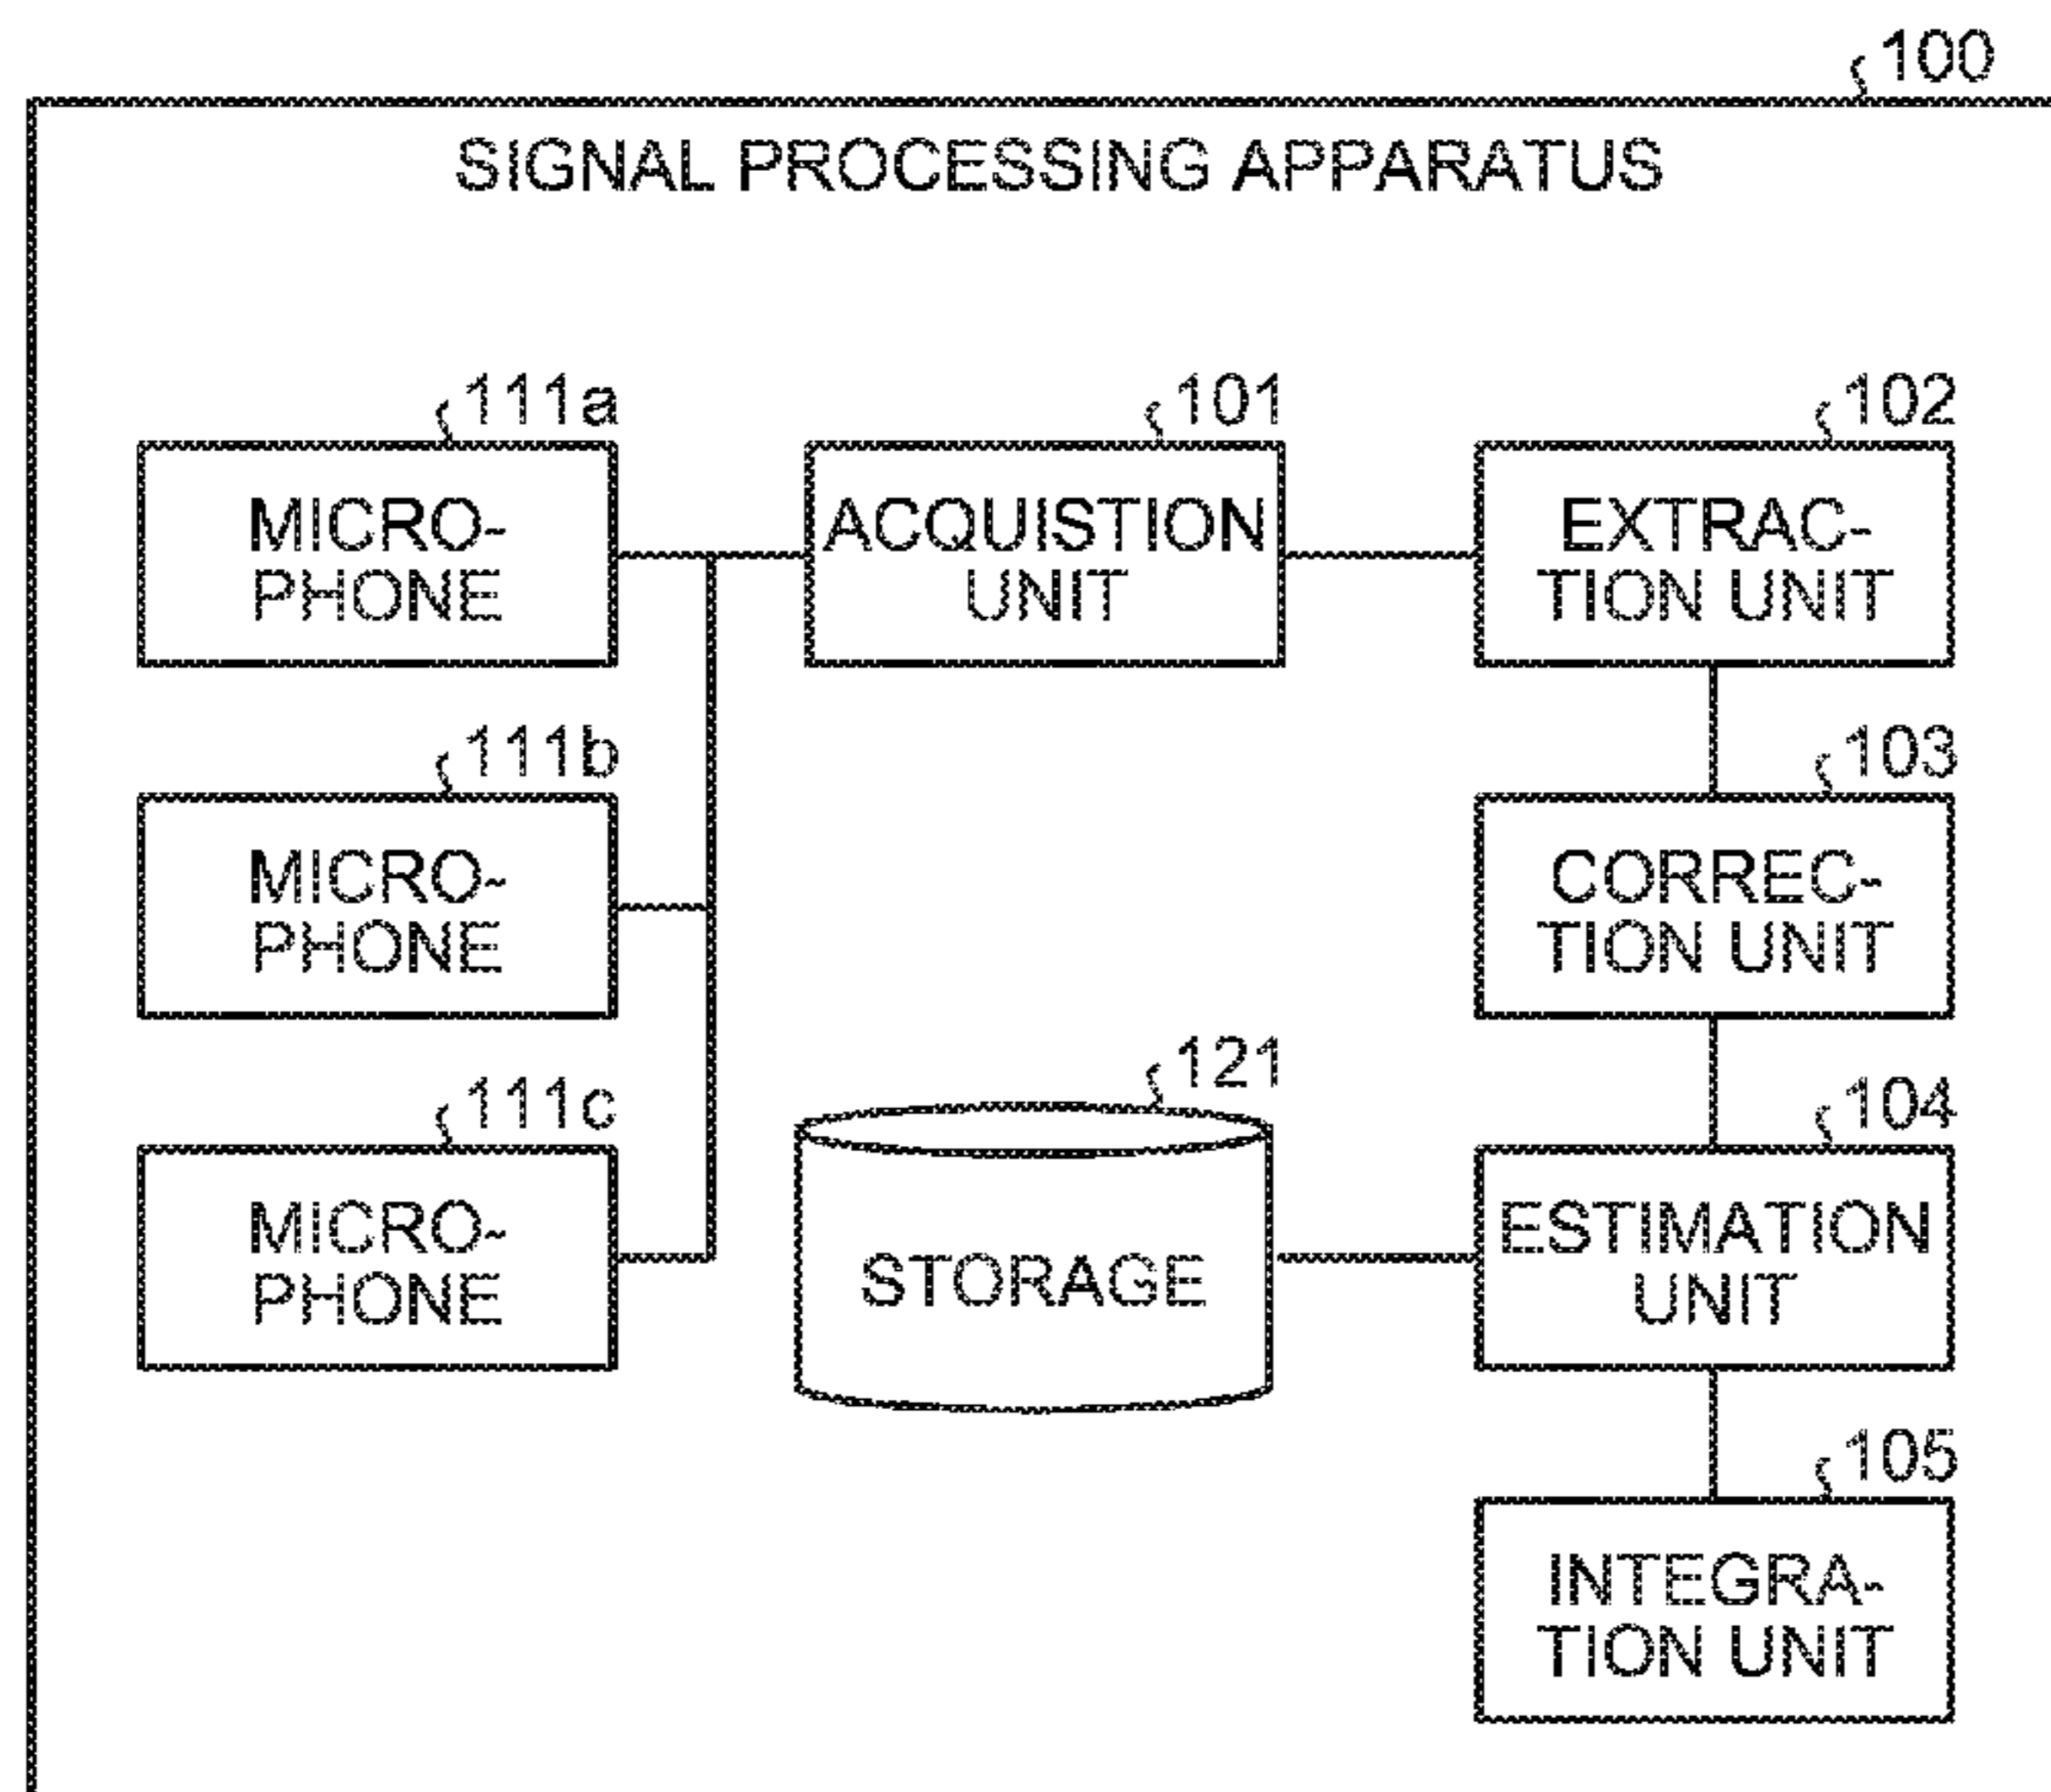 100
SIGNAL PROCESSING APPARATUS
111a
MICRO-
PHONE
101
ACQUISTION
UNIT
102
EXTRAC-
TION UNIT
111b
MICRO-
PHONE
103
CORREC-
TION UNIT
111c
MICRO-
PHONE
121
STORAGE
104
ESTIMATION
UNIT
105
INTEGRA-
TION UNIT